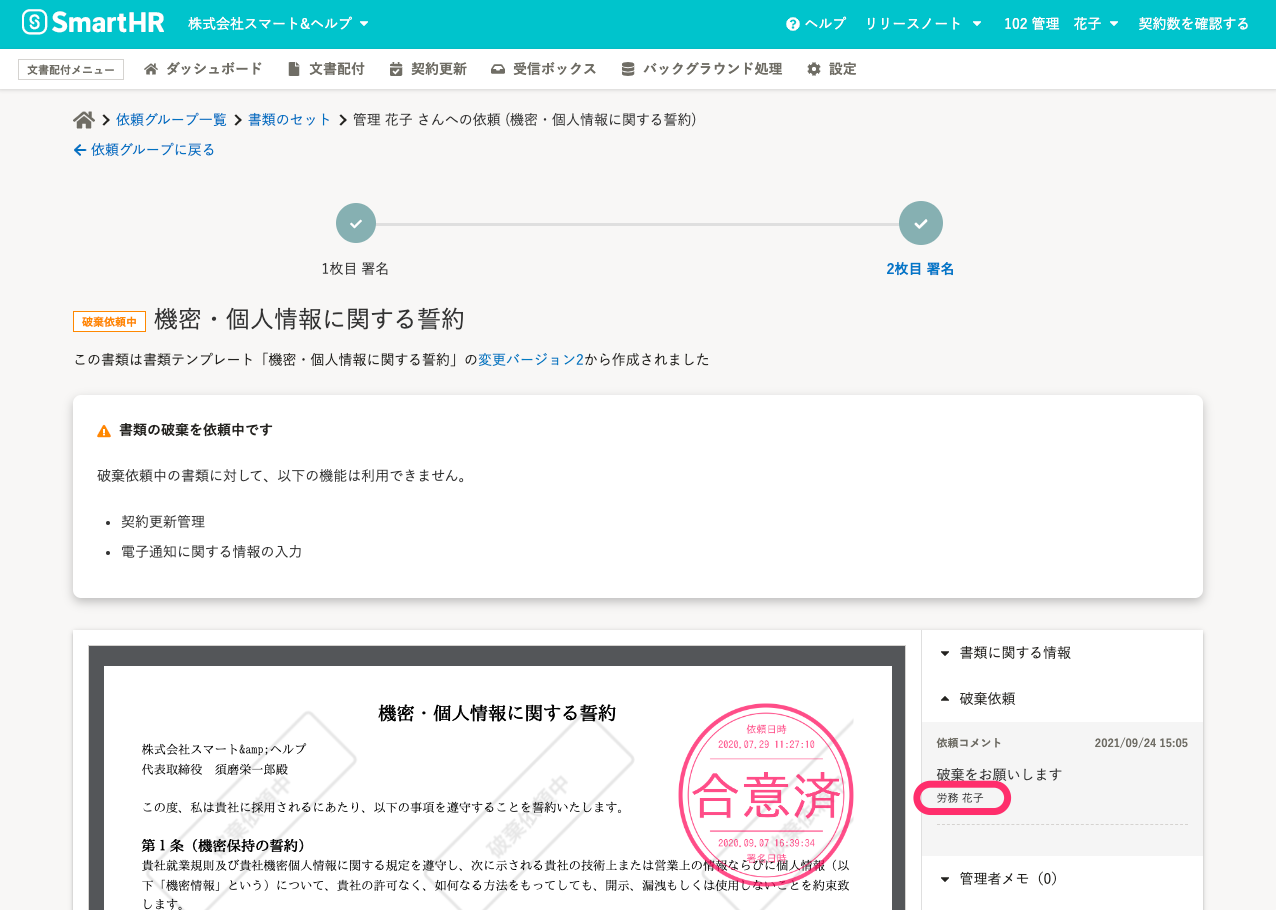 SmartHR 株式会社スマート&ヘルプ ヘルプ リリースノート 102 管理 花子 契約数を確認する
文書配付メニュー ダッシュボード 文書配付 契約更新 受信ボックス バックグラウンド処理 設定
依頼グループ一覧 書類のセット 管理 花子 さんへの依頼 (機密・個人情報に関する誓約)
依頼グループに戻る
1枚目 署名 2枚目 署名
破棄依頼中 機密・個人情報に関する誓約
この書類は書類テンプレート「機密・個人情報に関する誓約」の変更バージョン2から作成されました
書類の破棄を依頼中です
破棄依頼中の書類に対して、以下の機能は利用できません。
• 契約更新管理
• 電子通知に関する情報の入力
機密・個人情報に関する誓約
株式会社スマート&amp;ヘルプ
代表取締役 須磨栄一郎殿
この度、私は貴社に採用されるにあたり、以下の事項を遵守することを誓約いたします。
第1条（機密保持の誓約）
貴社就業規則及び貴社機密個人情報に関する規定を遵守し、次に示される貴社の技術上または営業上の情報ならびに個人情報（以
下「機密情報」という）について、貴社の許可なく、如何なる方法をもってしても、開示、漏洩もしくは使用しないことを約束致
します。
依頼日時
2020.07.29 11:27:10
合意済
2020.09.07 16:39:34
署名日時
破棄依頼中
破棄依頼中
破棄依頼中
書類に関する情報
破棄依頼
依頼コメント 2021/09/24 15:05
破棄をお願いします
労務 花子
管理者メモ（0）